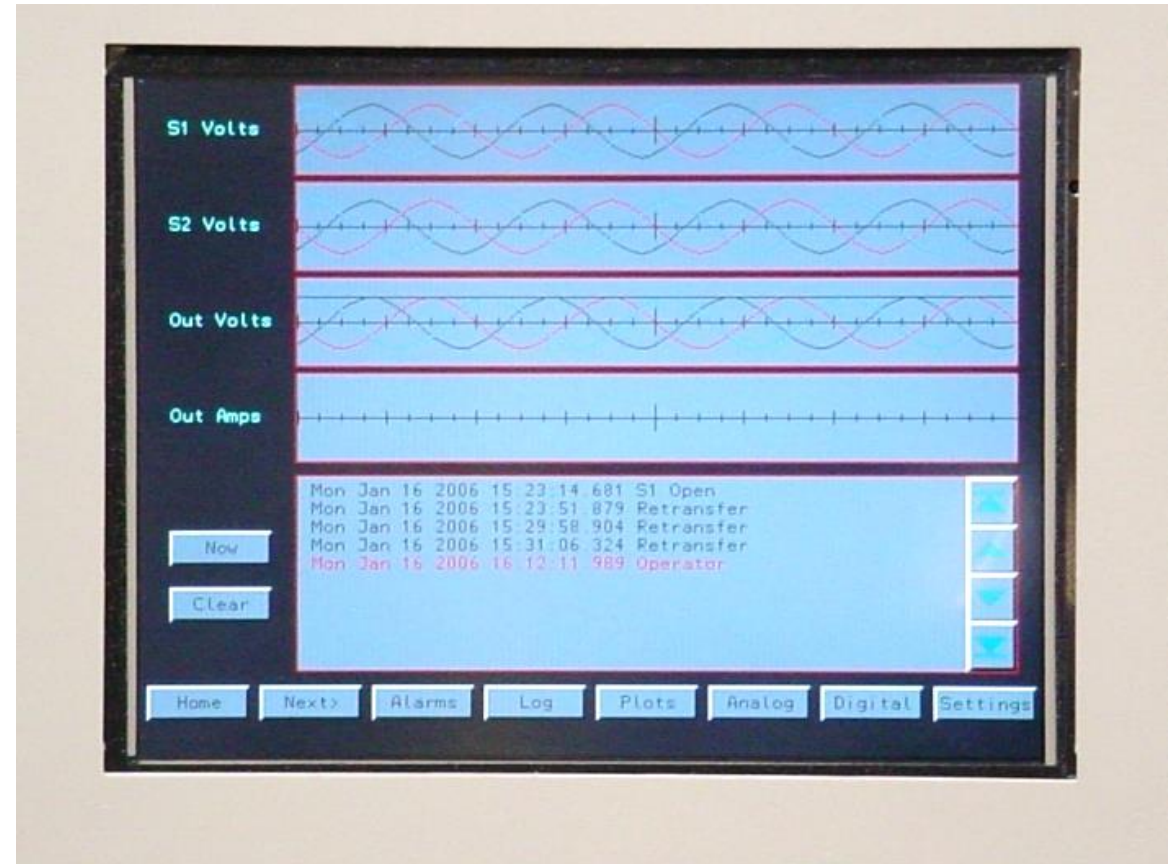 S1 Volts
S2 Volts
Out Volts
Out Amps
Mon Jan 16 2006 15:23:14.681 S1 Open
Mon Jan 16 2006 15:23:51.879 Retransfer
Mon Jan 16 2006 15:29:58.904 Retransfer
Mon Jan 16 2006 15:31:06.324 Retransfer
Mon Jan 16 2006 16:12:11.989 Operator
Now
Clear
Home Next> Alarms Log Plots Analog Digital Settings